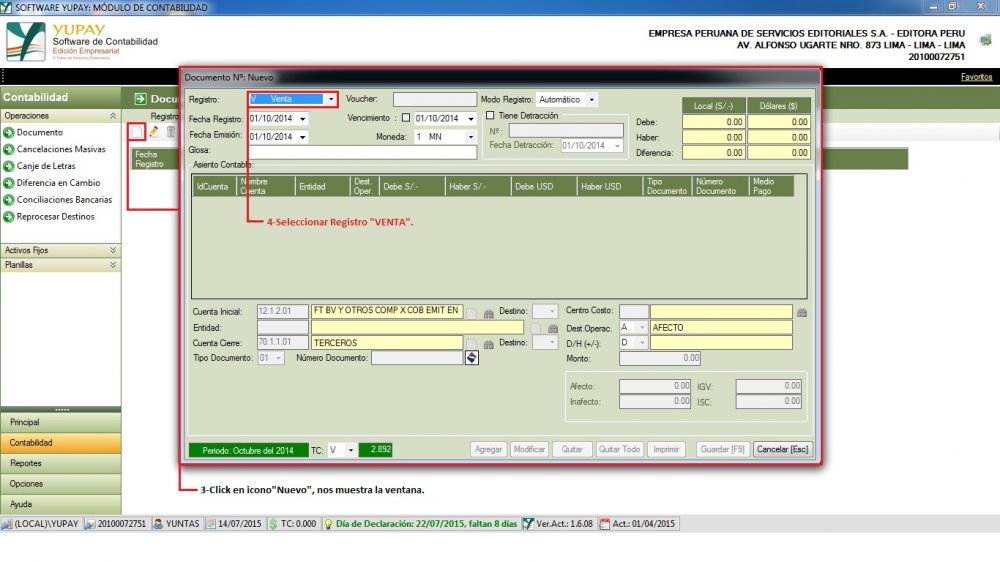 SOFTWARE YUPAY: MÓDULO DE CONTABILIDAD
YUPAY
Software de Contabilidad
Edición Empresarial
EMPRESA PERUANA DE SERVICIOS EDITORIALES S.A. - EDITORA PERU
AV. ALFONSO UGARTE NRO. 873 LIMA - LIMA - LIMA
20100072751
Favoritos
Contabilidad
Operaciones
Documento
Cancelaciones Masivas
Canje de Letras
Diferencia en Cambio
Conciliaciones Bancarias
Reprocesar Destinos
Activos Fijos
Planillas
Principal
Contabilidad
Reportes
Opciones
Ayuda
Docu
Registro
Fecha
Registro
Documento Nº: Nuevo
Registro: V Venta Voucher: Modo Registro: Automático
Fecha Registro: 01/10/2014 Vencimiento : 01/10/2014 Tiene Detracción
Fecha Emisión: 01/10/2014 Moneda: 1 MN Nº :
Fecha Detracción: 01/10/2014
Glosa:
Local (S/.-) Dólares ($)
Debe: 0.00 0.00
Haber: 0.00 0.00
Diferencia: 0.00 0.00
Asiento Contable:
IdCuenta Nombre Cuenta Entidad Dest. Oper. Debe S/.- Haber S/.- Debe USD Haber USD Tipo Documento Número Documento Medio Pago
4-Seleccionar Registro "VENTA".
Cuenta Inicial: 12.1.2.01 FT BV Y OTROS COMP X COB EMIT EN Destino: Centro Costo:
Entidad: Dest.Operac. A AFECTO
Cuenta Cierre: 70.1.1.01 TERCEROS Destino: D/H (+/-): D
Tipo Documento: 01 Número Documento: Monto: 0.00
Afecto: 0.00 IGV: 0.00
Inafecto: 0.00 ISC: 0.00
Periodo: Octubre del 2014 TC: V 2.892
Agregar Modificar Quitar Quitar Todo Imprimir Guardar [F9] Cancelar [Esc]
3-Click en icono"Nuevo", nos muestra la ventana.
(LOCAL)\YUPAY 20100072751 YUNTAS 14/07/2015 TC: 0.000 Día de Declaración: 22/07/2015, faltan 8 días Ver.Act.: 1.6.08 Act.: 01/04/2015